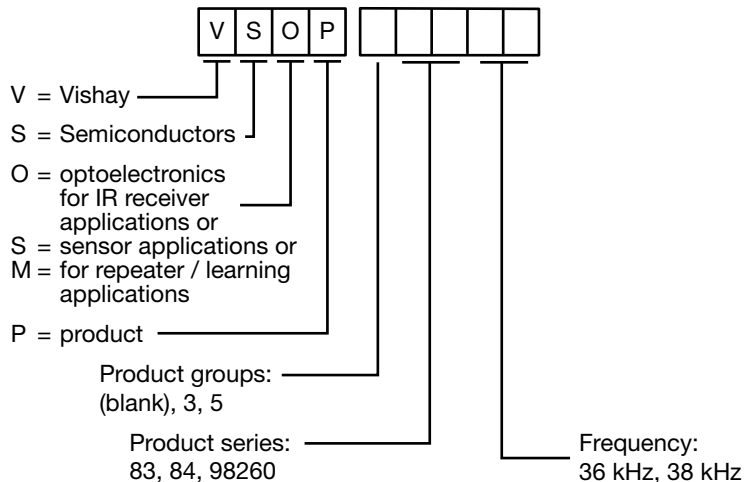 V S O P
V = Vishay
S = Semiconductors
O = optoelectronics
for IR receiver
applications or
S = sensor applications or
M = for repeater / learning
applications
P = product
Product groups:
(blank), 3, 5
Product series:
83, 84, 98260
Frequency:
36 kHz, 38 kHz